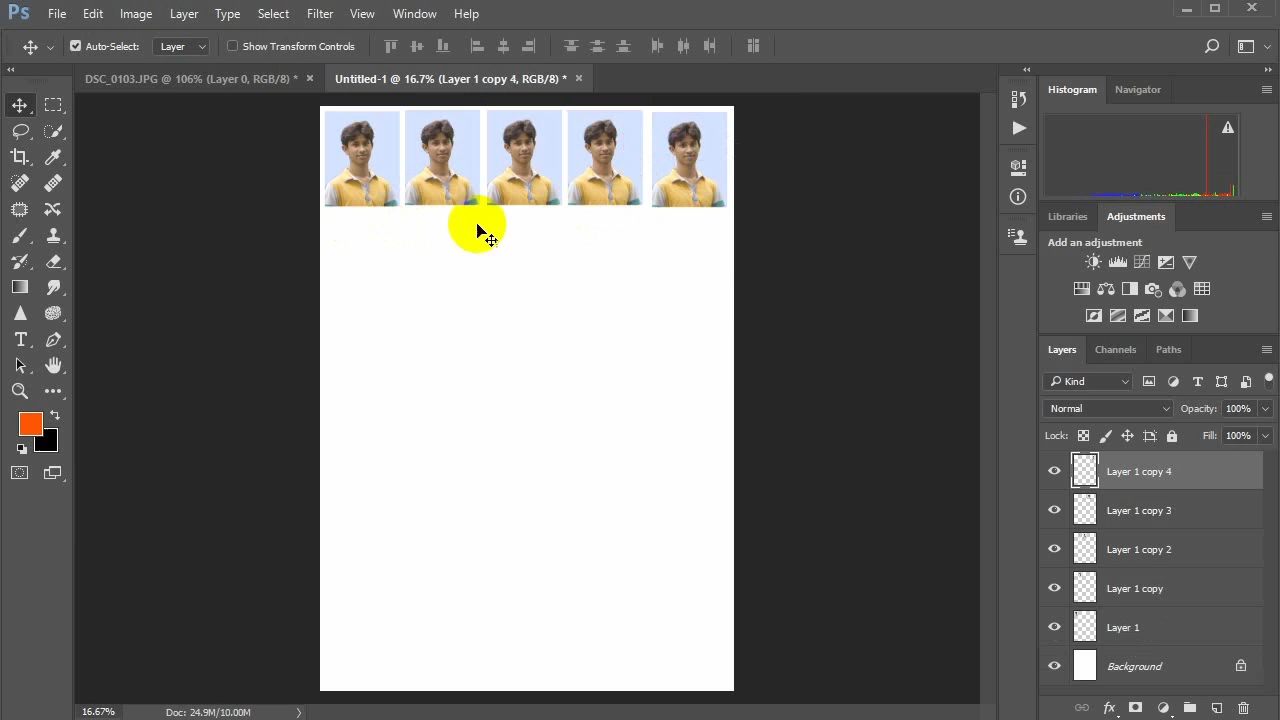 Ps File Edit Image Layer Type Select Filter View Window Help
Auto-Select: Layer Show Transform Controls
DSC_0103.JPG @ 106% (Layer 0, RGB/8) * Untitled-1 @ 16.7% (Layer 1 copy 4, RGB/8) *
Histogram Navigator
Libraries Adjustments
Add an adjustment
Layers Channels Paths
Kind
Normal Opacity: 100%
Lock: Fill: 100%
Layer 1 copy 4
Layer 1 copy 3
Layer 1 copy 2
Layer 1 copy
Layer 1
Background
16.67% Doc: 24.9M/10.00M